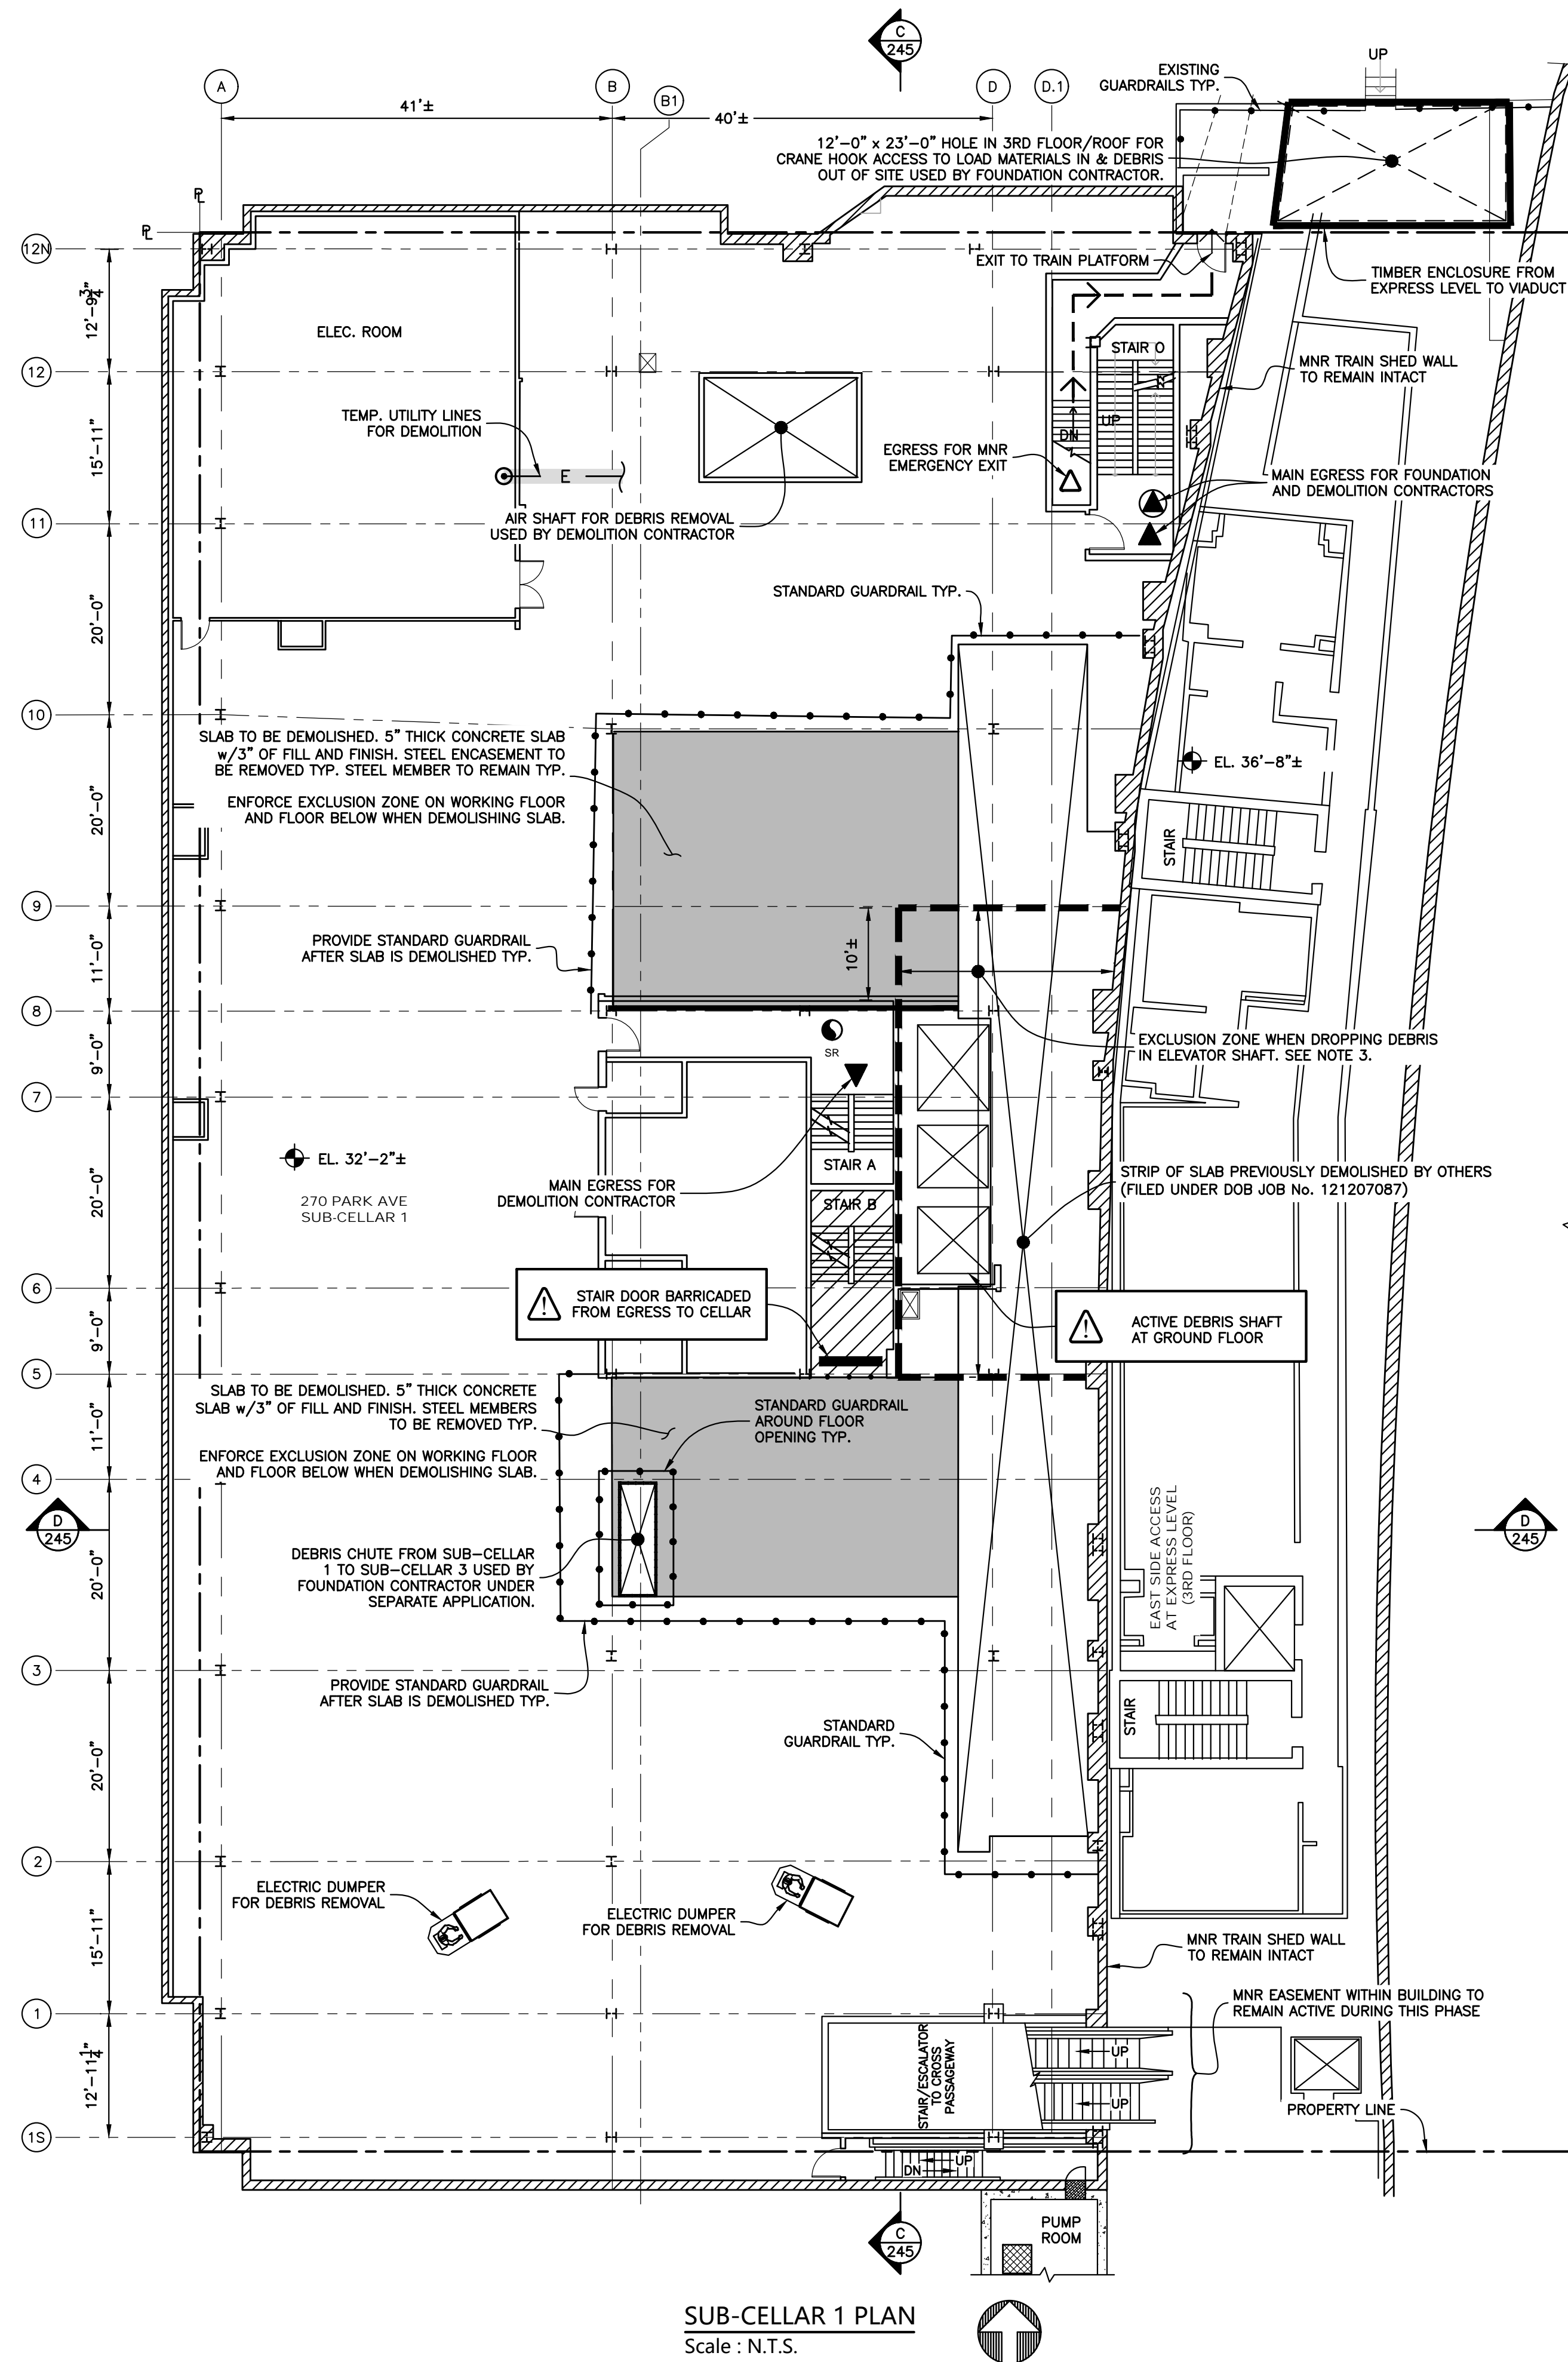 C
245
UP
EXISTING
GUARDRAILS TYP.
A
B
B1
D
D.1
41'±
40'±
12'-0" x 23'-0" HOLE IN 3RD FLOOR/ROOF FOR
CRANE HOOK ACCESS TO LOAD MATERIALS IN & DEBRIS
OUT OF SITE USED BY FOUNDATION CONTRACTOR.
PL
PL
12N
EXIT TO TRAIN PLATFORM
TIMBER ENCLOSURE FROM
EXPRESS LEVEL TO VIADUCT
12'-9 3/4"
ELEC. ROOM
STAIR O
12
MNR TRAIN SHED WALL
TO REMAIN INTACT
TEMP. UTILITY LINES
FOR DEMOLITION
UP
DN
15'-11"
EGRESS FOR MNR
EMERGENCY EXIT
E
MAIN EGRESS FOR FOUNDATION
AND DEMOLITION CONTRACTORS
11
AIR SHAFT FOR DEBRIS REMOVAL
USED BY DEMOLITION CONTRACTOR
STANDARD GUARDRAIL TYP.
20'-0"
10
SLAB TO BE DEMOLISHED. 5" THICK CONCRETE SLAB
w/3" OF FILL AND FINISH. STEEL ENCASEMENT TO
BE REMOVED TYP. STEEL MEMBER TO REMAIN TYP.
EL. 36'-8"±
20'-0"
ENFORCE EXCLUSION ZONE ON WORKING FLOOR
AND FLOOR BELOW WHEN DEMOLISHING SLAB.
STAIR
9
PROVIDE STANDARD GUARDRAIL
AFTER SLAB IS DEMOLISHED TYP.
11'-0"
10'±
8
SR
EXCLUSION ZONE WHEN DROPPING DEBRIS
IN ELEVATOR SHAFT. SEE NOTE 3.
9'-0"
7
EL. 32'-2"±
STAIR A
STRIP OF SLAB PREVIOUSLY DEMOLISHED BY OTHERS
(FILED UNDER DOB JOB No. 121207087)
20'-0"
MAIN EGRESS FOR
DEMOLITION CONTRACTOR
270 PARK AVE
SUB-CELLAR 1
STAIR B
6
STAIR DOOR BARRICADED
FROM EGRESS TO CELLAR
ACTIVE DEBRIS SHAFT
AT GROUND FLOOR
9'-0"
5
SLAB TO BE DEMOLISHED. 5" THICK CONCRETE
SLAB w/3" OF FILL AND FINISH. STEEL MEMBERS
TO BE REMOVED TYP.
STANDARD GUARDRAIL
AROUND FLOOR
OPENING TYP.
11'-0"
ENFORCE EXCLUSION ZONE ON WORKING FLOOR
AND FLOOR BELOW WHEN DEMOLISHING SLAB.
4
D
245
D
245
EAST SIDE ACCESS
AT EXPRESS LEVEL
(3RD FLOOR)
DEBRIS CHUTE FROM SUB-CELLAR
1 TO SUB-CELLAR 3 USED BY
FOUNDATION CONTRACTOR UNDER
SEPARATE APPLICATION.
20'-0"
3
PROVIDE STANDARD GUARDRAIL
AFTER SLAB IS DEMOLISHED TYP.
STAIR
STANDARD
GUARDRAIL TYP.
20'-0"
2
ELECTRIC DUMPER
FOR DEBRIS REMOVAL
ELECTRIC DUMPER
FOR DEBRIS REMOVAL
15'-11"
MNR TRAIN SHED WALL
TO REMAIN INTACT
MNR EASEMENT WITHIN BUILDING TO
REMAIN ACTIVE DURING THIS PHASE
1
STAIR/ESCALATOR
TO CROSS
PASSAGEWAY
UP
UP
12'-11 1/4"
PROPERTY LINE
1S
UP
DN
C
245
PUMP
ROOM
SUB-CELLAR 1 PLAN
Scale : N.T.S.